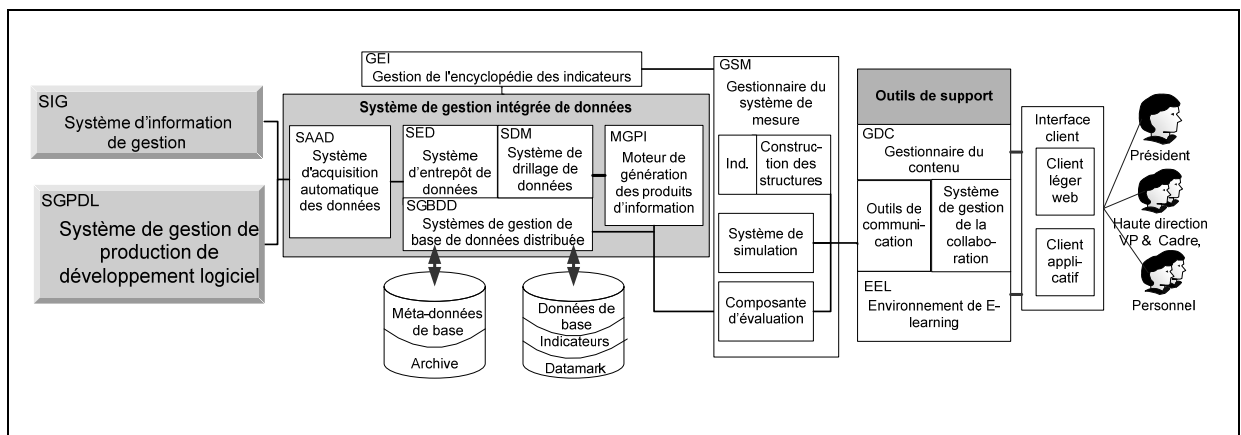 SIG
Système d'information
de gestion
SGPDL
Système de gestion de
production de
développement logiciel
GEI
Gestion de l'encyclopédie des indicateurs
Système de gestion intégrée de données
SAAD
Système
d'acquisition
automatique
des données
SED
Système
d'entrepôt de
données
SDM
Système de
drillage de
données
MGPI
Moteur de
génération
des produits
d'information
SGBDD
Systèmes de gestion de
base de données distribuée
Méta-données
de base
Archive
Données de
base
Indicateurs
Datamark
GSM
Gestionnaire du
système de
mesure
Ind.
Construc-
tion des
structures
Système de
simulation
Composante
d'évaluation
Outils de support
GDC
Gestionnaire du
contenu
Outils de
communi-
cation
Système
de gestion
de la
collabo-
ration
EEL
Environnement de E-
learning
Interface
client
Client
léger
web
Client
appli-
catif
Président
Haute direction
VP & Cadre,
Personnel